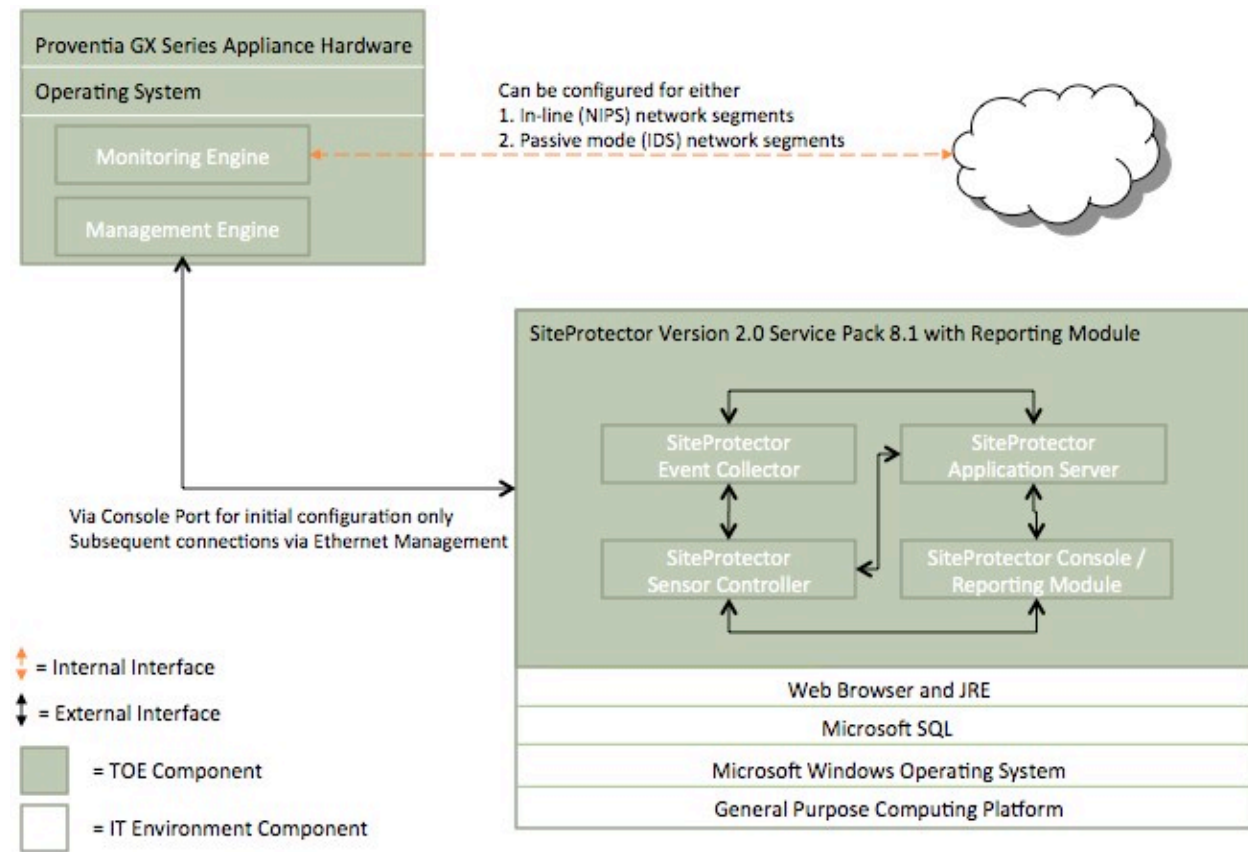 Proventia GX Series Appliance Hardware
Operating System
Monitoring Engine
Management Engine
Can be configured for either
1. In-line (NIPS) network segments
2. Passive mode (IDS) network segments
Via Console Port for initial configuration only
Subsequent connections via Ethernet Management
SiteProtector Version 2.0 Service Pack 8.1 with Reporting Module
SiteProtector
Event Collector
SiteProtector
Application Server
SiteProtector
Sensor Controller
SiteProtector Console /
Reporting Module
Web Browser and JRE
Microsoft SQL
Microsoft Windows Operating System
General Purpose Computing Platform
= Internal Interface
= External Interface
= TOE Component
= IT Environment Component